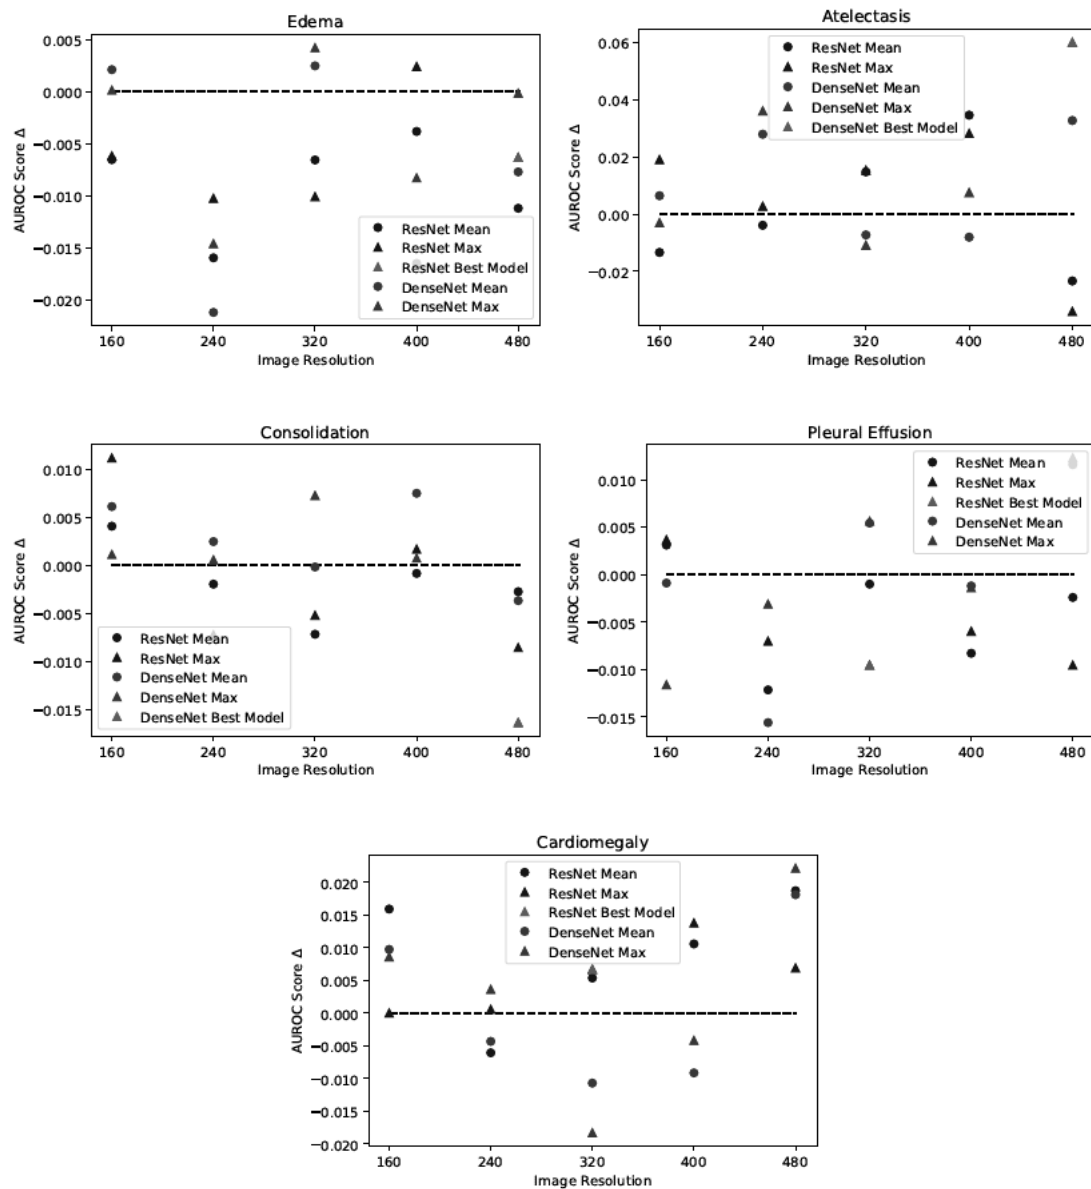 Edema
0.005
0.000
−0.005
−0.010
−0.015
−0.020
AUROC Score Δ
ResNet Mean
ResNet Max
ResNet Best Model
DenseNet Mean
DenseNet Max
160 240 320 400 480
Image Resolution
Atelectasis
0.06
0.04
0.02
0.00
−0.02
AUROC Score Δ
ResNet Mean
ResNet Max
DenseNet Mean
DenseNet Max
DenseNet Best Model
160 240 320 400 480
Image Resolution
Consolidation
0.010
0.005
0.000
−0.005
−0.010
−0.015
AUROC Score Δ
ResNet Mean
ResNet Max
DenseNet Mean
DenseNet Max
DenseNet Best Model
160 240 320 400 480
Image Resolution
Pleural Effusion
0.010
0.005
0.000
−0.005
−0.010
−0.015
AUROC Score Δ
ResNet Mean
ResNet Max
ResNet Best Model
DenseNet Mean
DenseNet Max
160 240 320 400 480
Image Resolution
Cardiomegaly
0.020
0.015
0.010
0.005
0.000
−0.005
−0.010
−0.015
−0.020
AUROC Score Δ
ResNet Mean
ResNet Max
ResNet Best Model
DenseNet Mean
DenseNet Max
160 240 320 400 480
Image Resolution